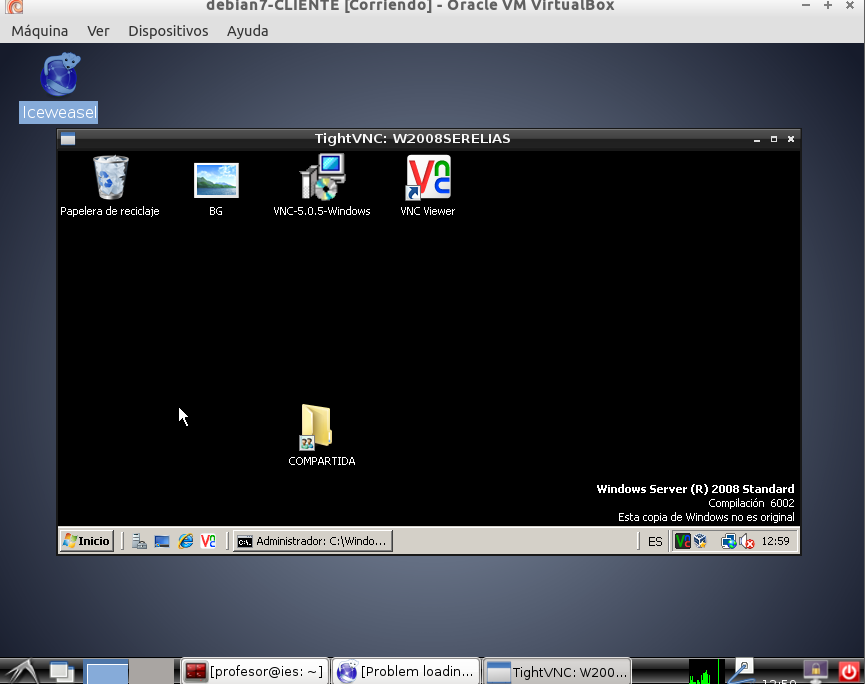 debian7-CLIENTE [Corriendo] - Oracle VM VirtualBox
Máquina Ver Dispositivos Ayuda
Iceweasel
TightVNC: W2008SERELIAS
Papelera de reciclaje
BG
VNC-5.0.5-Windows
VNC Viewer
COMPARTIDA
Windows Server (R) 2008 Standard
Compilación 6002
Esta copia de Windows no es original
Inicio
Administrador: C:\Windo...
ES
12:59
[profesor@ies: ~]
[Problem loadin...
TightVNC: W200...
12:59